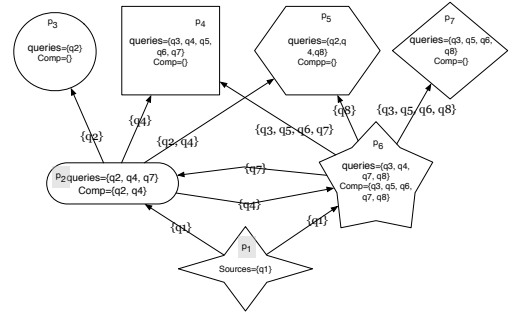 p3
queries={q2}
Comp={}
p4
queries={q3, q4, q5,
q6, q7}
Comp={}
p5
queries={q2,q
4,q8}
Compp={}
p7
queries={q3, q5, q6,
q8}
Comp={}
{q2}
{q4}
{q2, q4}
{q3, q5, q6, q7}
{q8}
{q3, q5, q6, q8}
p2 queries={q2, q4, q7}
Comp={q2, q4}
{q7}
{q4}
p6
queries={q3, q4,
q7, q8}
Comp={q3, q5, q6,
q7, q8}
{q1}
{q1}
p1
Sources={q1}